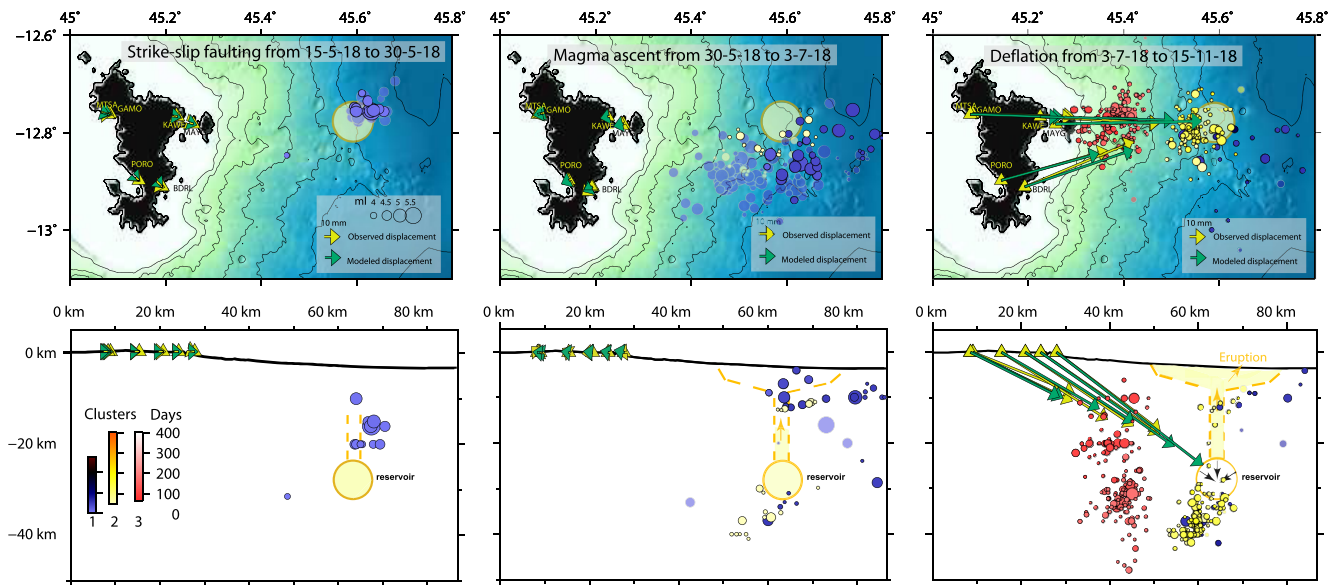 45° 45.2° 45.4° 45.6° 45.8° 45° 45.2° 45.4° 45.6° 45° 45.2° 45.4° 45.6° 45.8°
−12.6°
−12.8°
−13°
Strike-slip faulting from 15-5-18 to 30-5-18
MTSA GAMO
KAWE
MAYG
PORO
BDRL
ml 4 4.5 5 5.5
10 mm
Observed displacement
Modeled displacement
Magma ascent from 30-5-18 to 3-7-18
MTSA
GAMO
KAWE
PORO
BDRL
10 mm
Observed displacement
Modeled displacement
Deflation from 3-7-18 to 15-11-18
MTSA GAMO
KAWE
MAYG
PORO
BDRL
10 mm
Observed displacement
Modeled displacement
0 km 20 km 40 km 60 km 80 km
0 km
−20 km
−40 km
Clusters Days
400
300
200
100
0
1 2 3
reservoir
0 km 20 km 40 km 60 km 80 km
reservoir
0 km 20 km 40 km 60 km 80 km
Eruption
reservoir